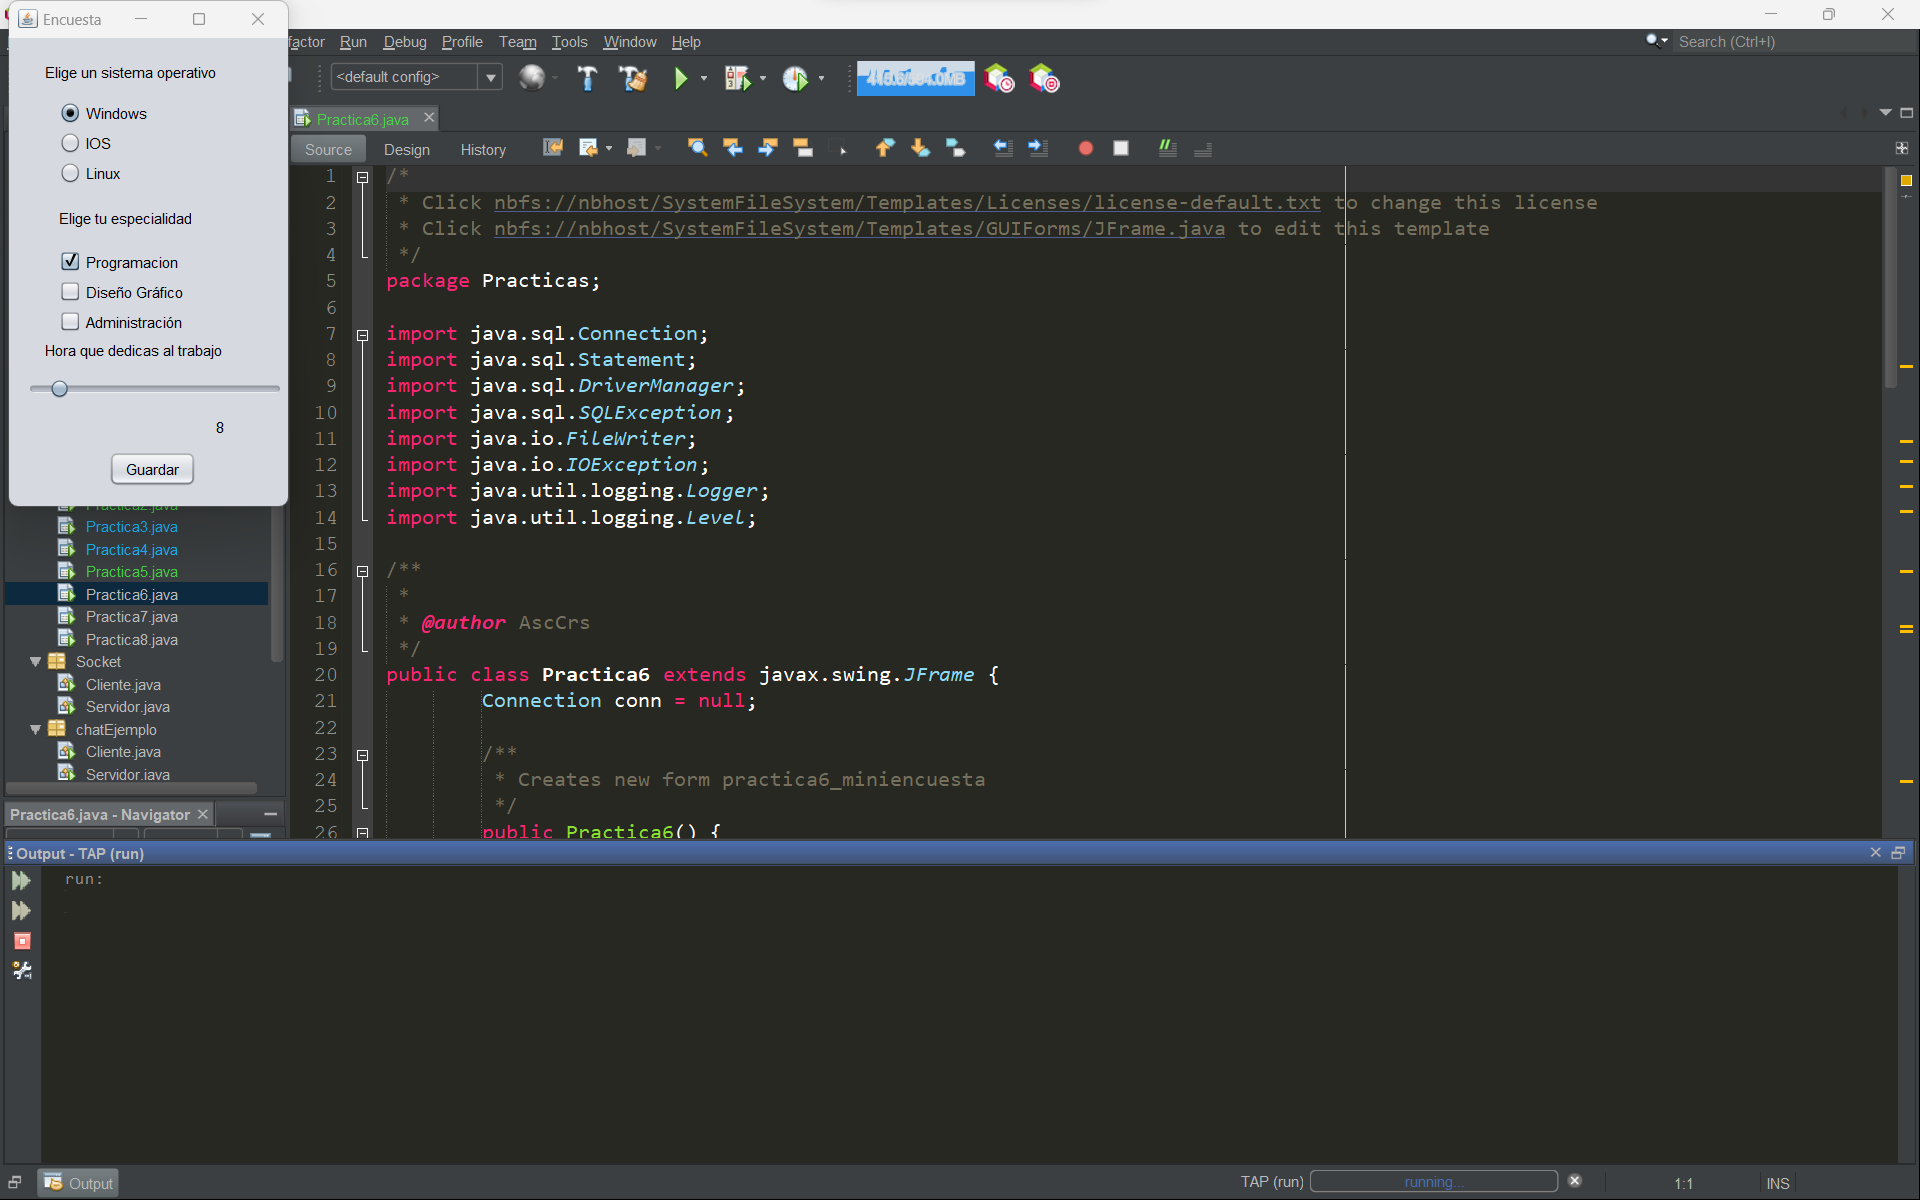 Encuesta
Elige un sistema operativo
Windows
IOS
Linux
Elige tu especialidad
Programacion
Diseño Gráfico
Administración
Hora que dedicas al trabajo
8
Guardar
factor Run Debug Profile Team Tools Window Help
Search (Ctrl+I)
<default config>
Practica6.java
Source Design History
1 /*
2 * Click nbfs://nbhost/SystemFileSystem/Templates/Licenses/license-default.txt to change this license
3 * Click nbfs://nbhost/SystemFileSystem/Templates/GUIForms/JFrame.java to edit this template
4 */
5 package Practicas;
6
7 import java.sql.Connection;
8 import java.sql.Statement;
9 import java.sql.DriverManager;
10 import java.sql.SQLException;
11 import java.io.FileWriter;
12 import java.io.IOException;
13 import java.util.logging.Logger;
14 import java.util.logging.Level;
15
16 /**
17 *
18 * @author AscCrs
19 */
20 public class Practica6 extends javax.swing.JFrame {
21 Connection conn = null;
22
23 /**
24 * Creates new form practica6_miniencuesta
25 */
26 public Practica6() {
Practica2.java
Practica3.java
Practica4.java
Practica5.java
Practica6.java
Practica7.java
Practica8.java
Socket
Cliente.java
Servidor.java
chatEjemplo
Cliente.java
Servidor.java
Practica6.java - Navigator
Output - TAP (run)
run:
Output
TAP (run) running... 1:1 INS